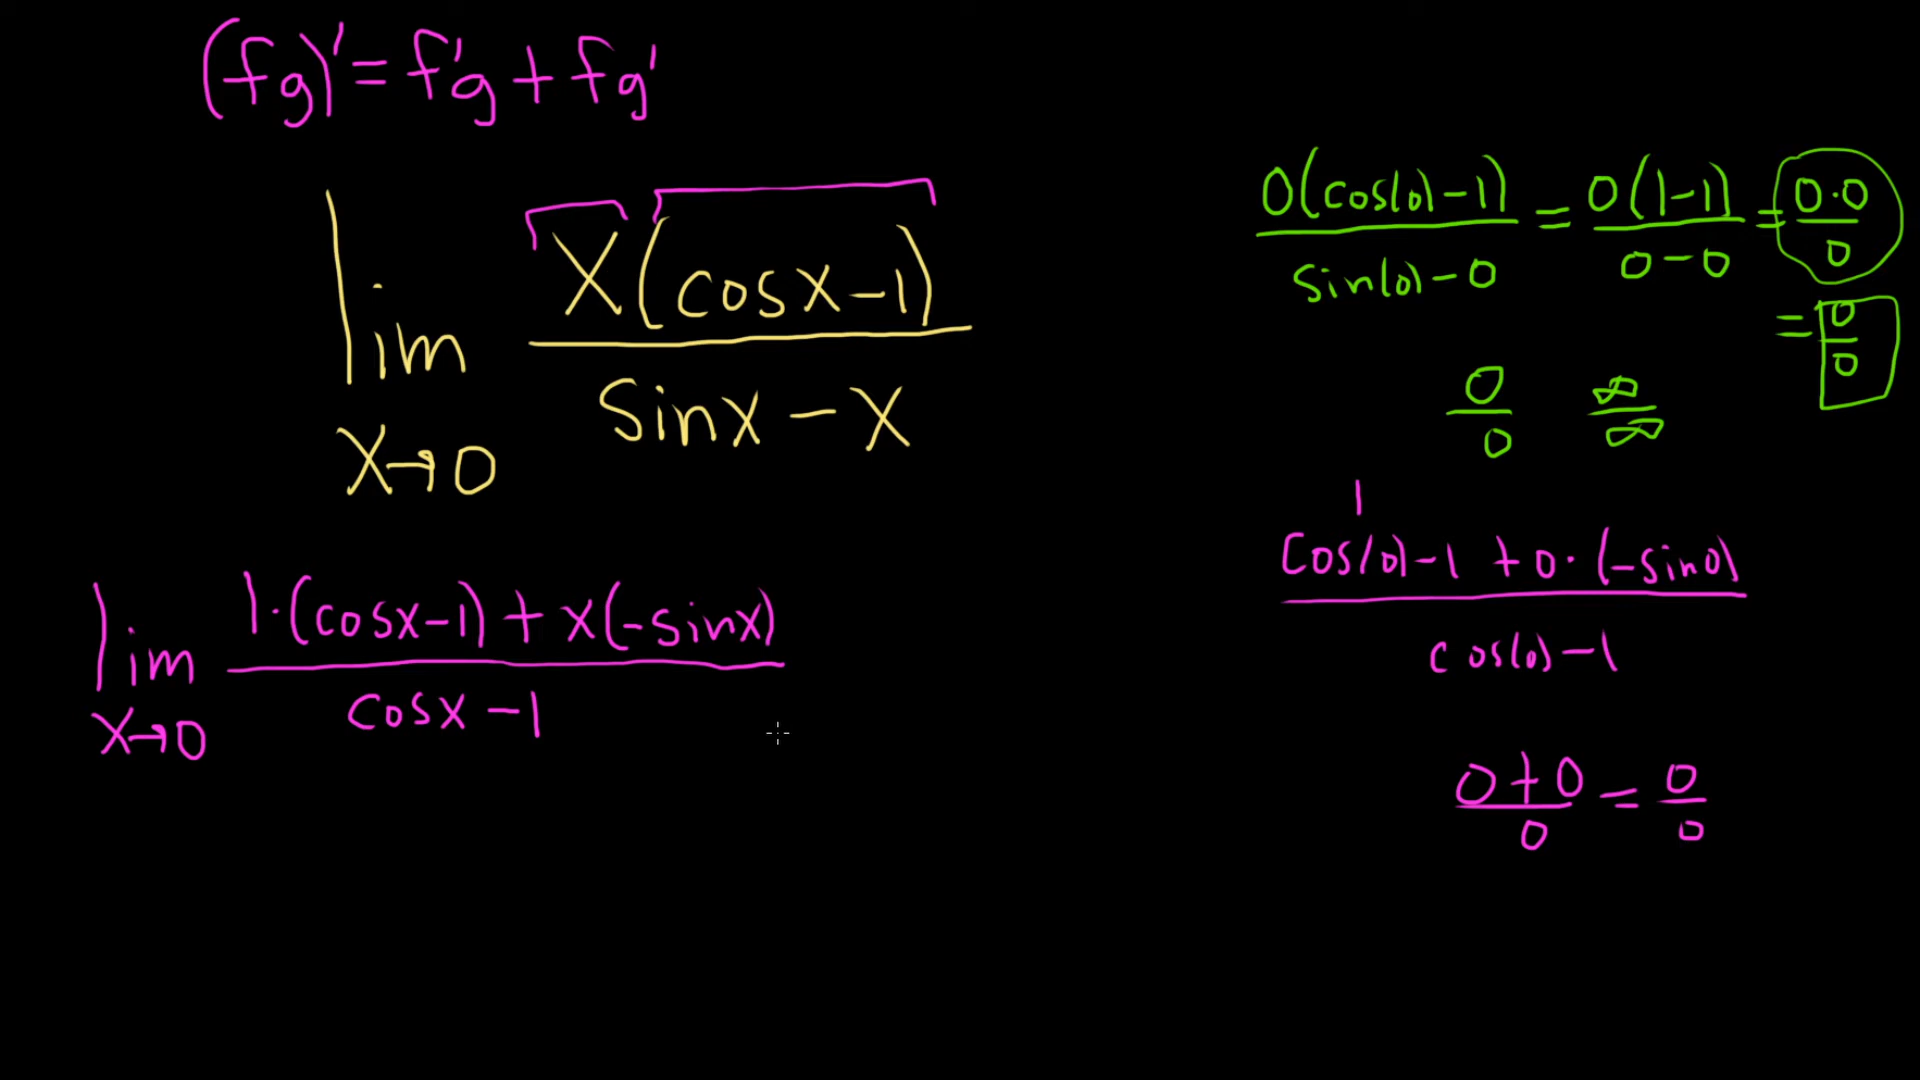 (fg)' = f'g + fg'
lim x→0 x(cosx-1) / sinx - x
lim x→0 1·(cosx-1) + x(-sinx) / cosx - 1
0(cos(0)-1) / sin(0)-0 = 0(1-1) / 0-0 = 0·0 / 0
= 0/0
0/0 ∞/∞
1
cos(0)-1 + 0·(-sin0) / cos(0)-1
0+0 / 0 = 0/0